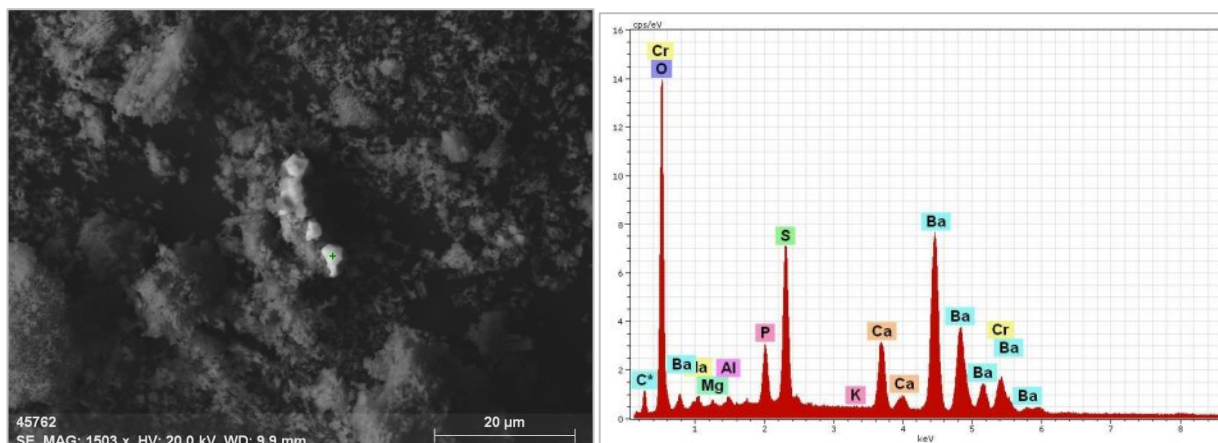 45762
20 µm
SE, MAG: 1503 x, HV: 20.0 kV, WD: 9.9 mm
cps/eV
16
14
12
10
8
6
4
2
0
Cr
O
Ba
S
P
Ca
Ba
Cr
Ba
C*
Ba
Al
Mg
K
Ca
Ba
Ba
1
2
3
4
5
6
7
8
keV